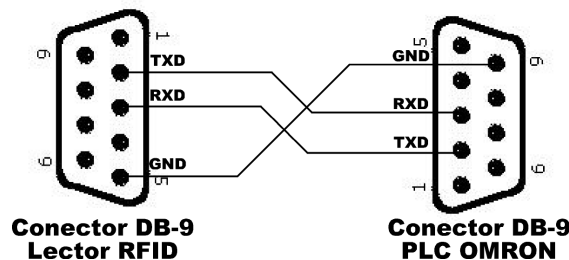 1
6
TXD
RXD
9
GND
5
5
GND
9
RXD
TXD
1
6
Conector DB-9
Lector RFID
Conector DB-9
PLC OMRON